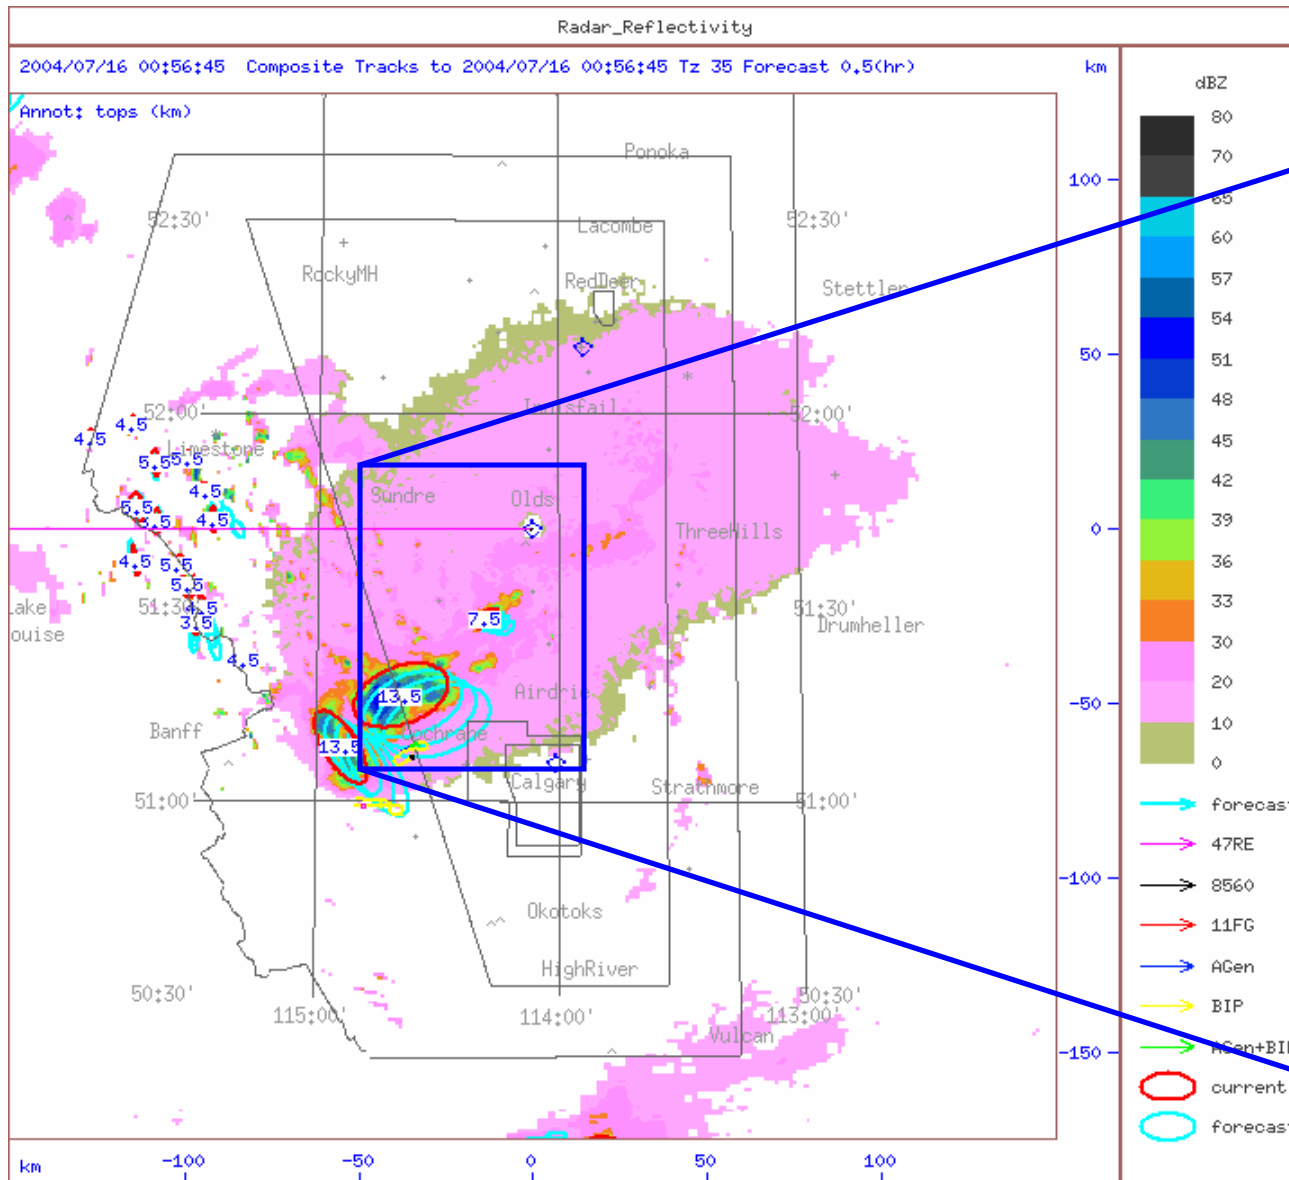 Radar_Reflectivity
2004/07/16 00:56:45 Composite Tracks to 2004/07/16 00:56:45 Tz 35 Forecast 0.5(hr)
km
dBZ
Annot: tops (km)
80
70
65
60
57
54
51
48
45
42
39
36
33
30
20
10
0
Ponoka
100
52:30'
52:30'
Lacombe
RockyMH
RedDeer
Stettler
50
52:00'
Innisfail
52:00'
4.5
4.5
Limestone
5.5
5.5
4.5
Sundre
Olds
5.5
3.5
4.5
ThreeHills
0
4.5
5.5
5.5
51:30'
4.5
51:30'
Lake
Louise
3.5
7.5
Drumheller
4.5
13.5
Airdrie
-50
Banff
13.5
Cochrane
Calgary
Strathmore
51:00'
51:00'
forecast
47RE
8560
-100
Okotoks
11FG
HighRiver
AGen
50:30'
50:30'
BIP
115:00'
114:00'
113:00'
Vulcan
AGen+BIP
-150
current
forecast
km
-100
-50
0
50
100